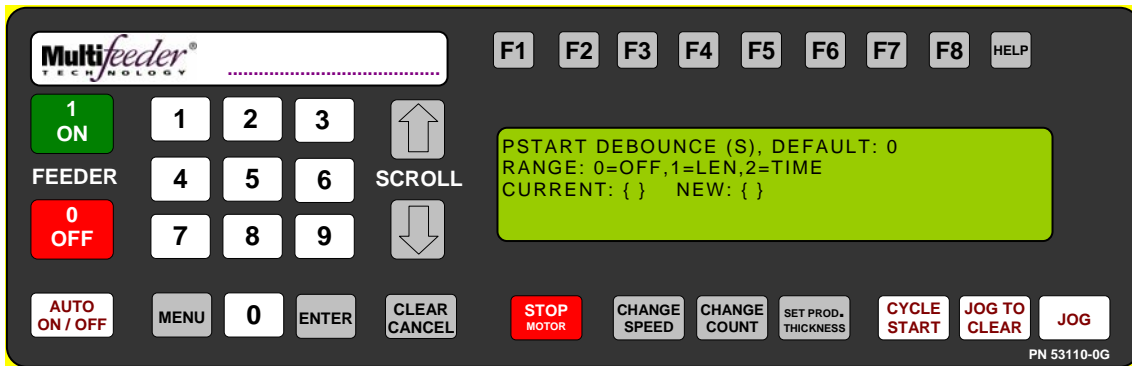 Multifeeder®
TECHNOLOGY
F1 F2 F3 F4 F5 F6 F7 F8 HELP
1
ON
FEEDER
0
OFF
1 2 3
4 5 6
7 8 9
SCROLL
PSTART DEBOUNCE (S), DEFAULT: 0
RANGE: 0=OFF,1=LEN,2=TIME
CURRENT: { } NEW: { }
AUTO
ON / OFF
MENU
0
ENTER
CLEAR
CANCEL
STOP
MOTOR
CHANGE
SPEED
CHANGE
COUNT
SET PROD.
THICKNESS
CYCLE
START
JOG TO
CLEAR
JOG
PN 53110-0G